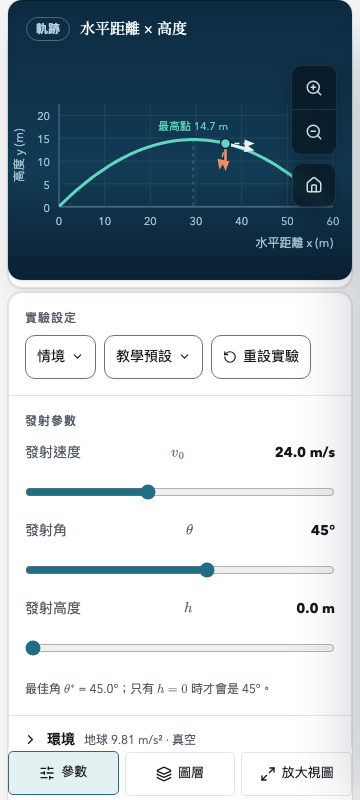 軌跡 水平距離 × 高度
最高點 14.7 m
高度 y (m)
20
15
10
5
0
0 10 20 30 40 50 60
水平距離 x (m)
實驗設定
情境 教學預設 重設實驗
發射參數
發射速度 v₀ 24.0 m/s
發射角 θ 45°
發射高度 h 0.0 m
最佳角 θ* = 45.0°；只有 h = 0 時才會是 45°。
環境 地球 9.81 m/s² · 真空
參數 圖層 放大視圖